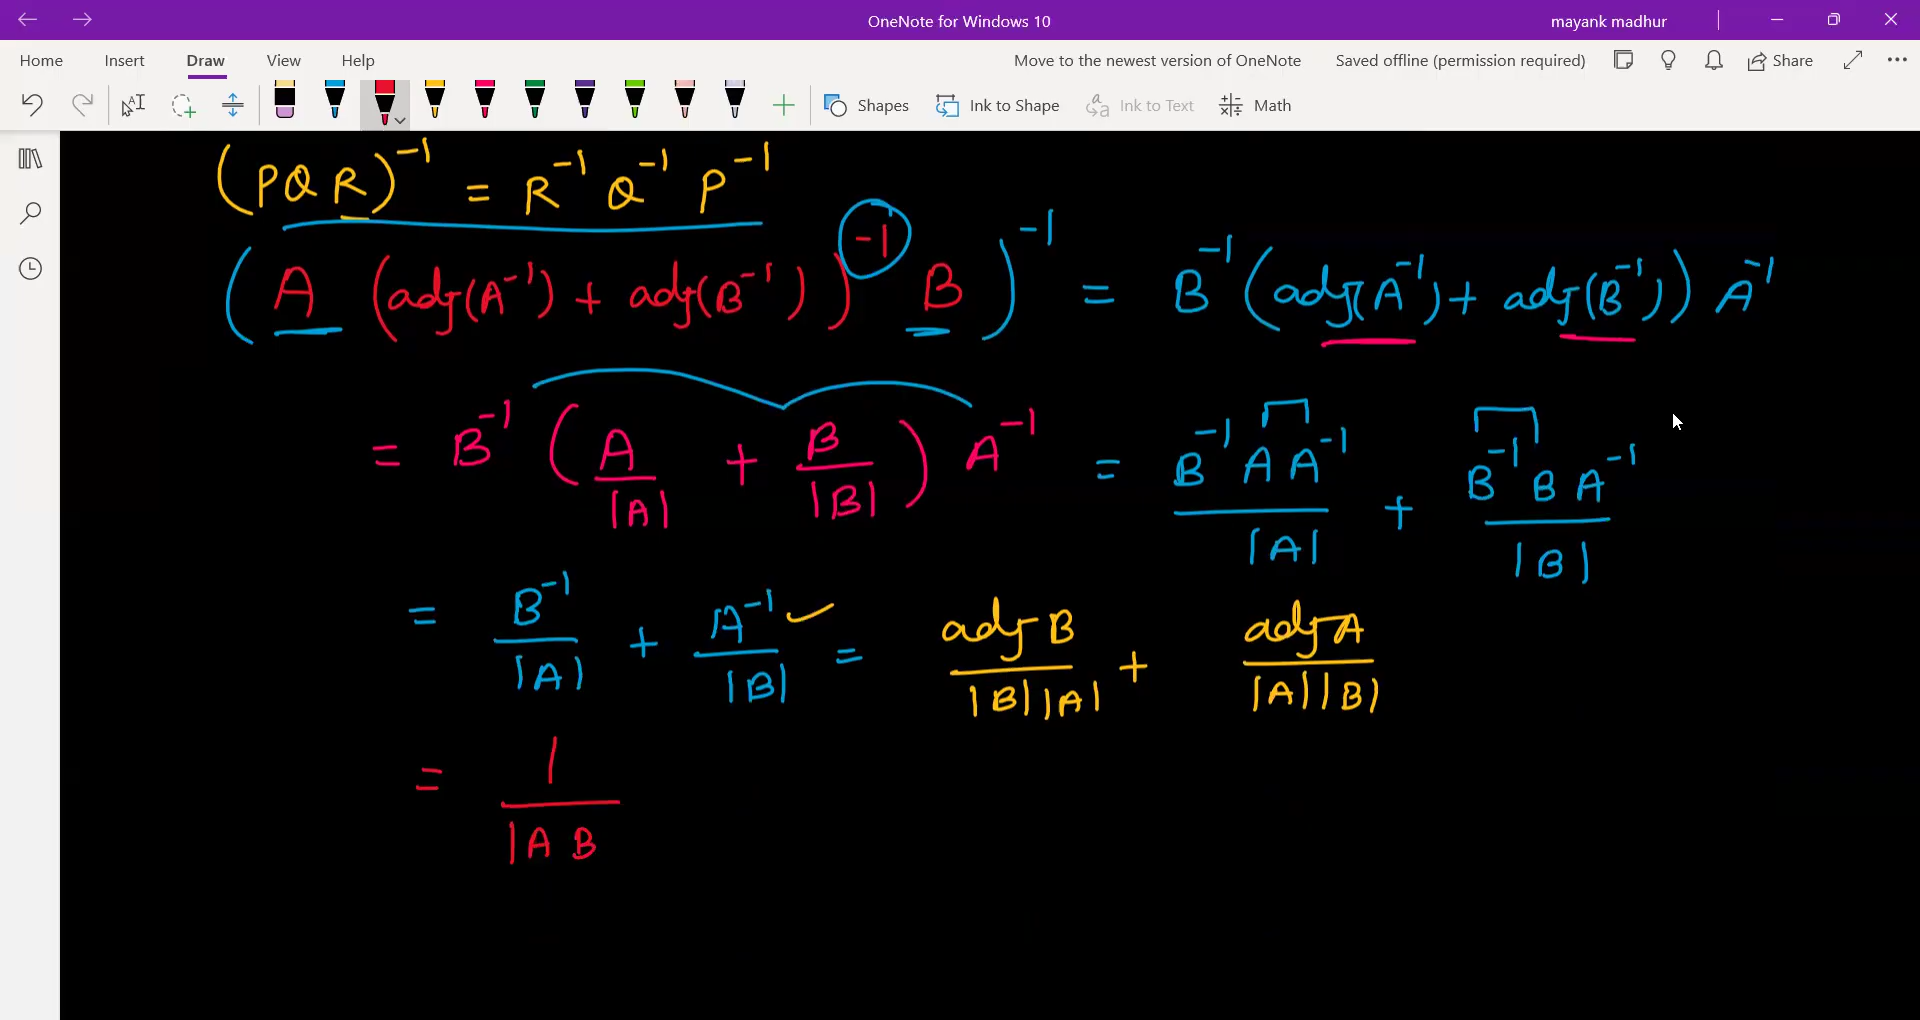 OneNote for Windows 10 mayank madhur
Home Insert Draw View Help Move to the newest version of OneNote Saved offline (permission required) Share
Shapes Ink to Shape Ink to Text Math
(PQR)⁻¹ = R⁻¹ Q⁻¹ P⁻¹
(A (adj(A⁻¹) + adj(B⁻¹))⁻¹ B)⁻¹ = B⁻¹ (adj(A⁻¹) + adj(B⁻¹)) A⁻¹
= B⁻¹ (A/|A| + B/|B|) A⁻¹ = B⁻¹ A A⁻¹/|A| + B⁻¹ B A⁻¹/|B|
= B⁻¹/|A| + A⁻¹/|B| = adj B/|B||A| + adj A/|A||B|
= 1/|A B